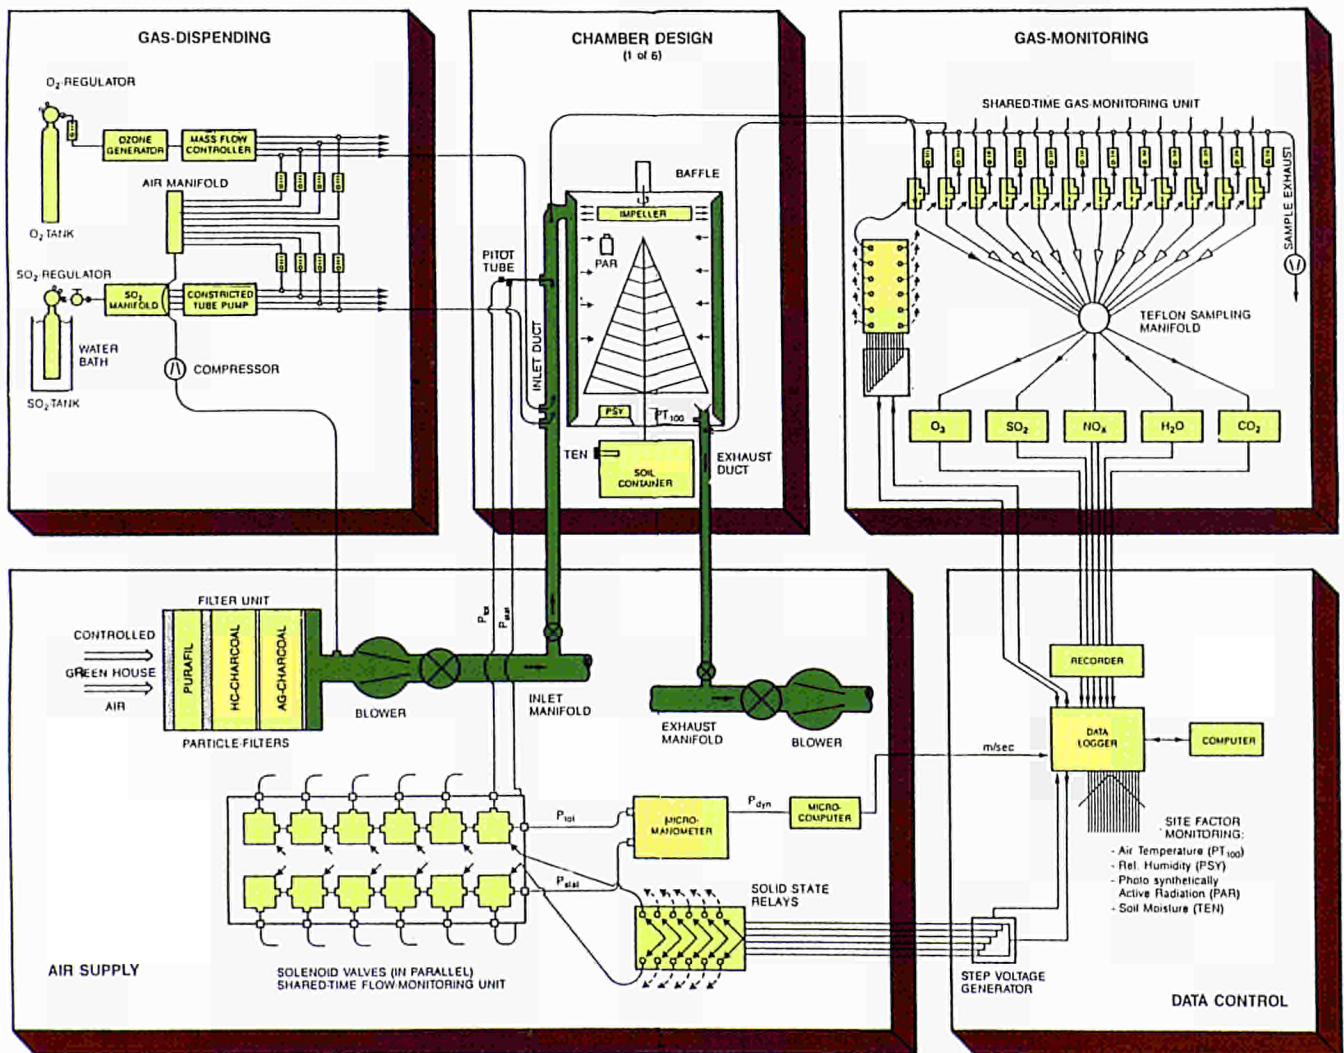 GAS-DISPENDING
O₂-REGULATOR
OZONE
GENERATOR
MASS FLOW
CONTROLLER
AIR MANIFOLD
O₂-TANK
SO₂-REGULATOR
SO₂
MANIFOLD
CONSTRICTED
TUBE PUMP
WATER
BATH
SO₂-TANK
COMPRESSOR
CHAMBER DESIGN
(1 of 6)
BAFFLE
IMPELLER
PAR
PITOT
TUBE
INLET DUCT
PSY
PT₁₀₀
TEN
SOIL
CONTAINER
EXHAUST
DUCT
GAS-MONITORING
SHARED-TIME GAS-MONITORING UNIT
SAMPLE EXHAUST
TEFLON SAMPLING
MANIFOLD
O₃
SO₂
NOₓ
H₂O
CO₂
FILTER UNIT
CONTROLLED
GREEN HOUSE
AIR
PURAFIL
HC-CHARCOAL
AG-CHARCOAL
PARTICLE-FILTERS
BLOWER
P_tot
P_stat
INLET
MANIFOLD
EXHAUST
MANIFOLD
BLOWER
P_tot
P_stat
MICRO-
MANOMETER
P_dyn
MICRO-
COMPUTER
m/sec
SOLID STATE
RELAYS
SOLENOID VALVES (IN PARALLEL)
SHARED-TIME FLOW-MONITORING UNIT
AIR SUPPLY
RECORDER
DATA
LOGGER
COMPUTER
SITE FACTOR
MONITORING:
- Air Temperature (PT₁₀₀)
- Rel. Humidity (PSY)
- Photo synthetically
Active Radiation (PAR)
- Soil Moisture (TEN)
STEP VOLTAGE
GENERATOR
DATA CONTROL